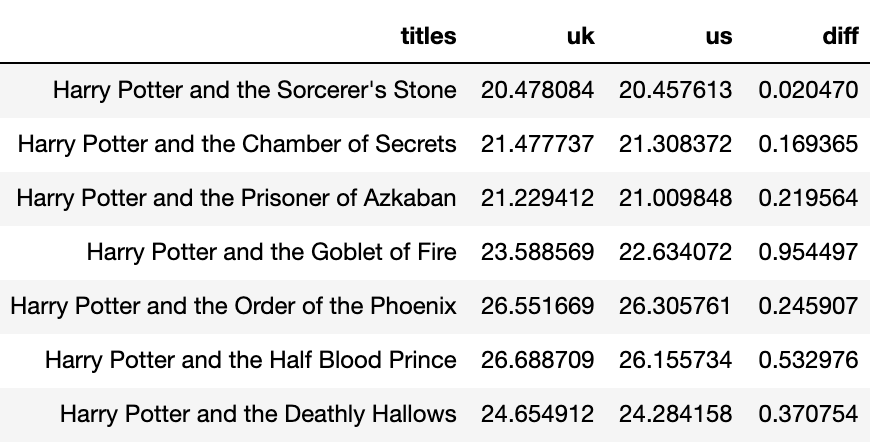 titles uk us diff
Harry Potter and the Sorcerer's Stone 20.478084 20.457613 0.020470
Harry Potter and the Chamber of Secrets 21.477737 21.308372 0.169365
Harry Potter and the Prisoner of Azkaban 21.229412 21.009848 0.219564
Harry Potter and the Goblet of Fire 23.588569 22.634072 0.954497
Harry Potter and the Order of the Phoenix 26.551669 26.305761 0.245907
Harry Potter and the Half Blood Prince 26.688709 26.155734 0.532976
Harry Potter and the Deathly Hallows 24.654912 24.284158 0.370754